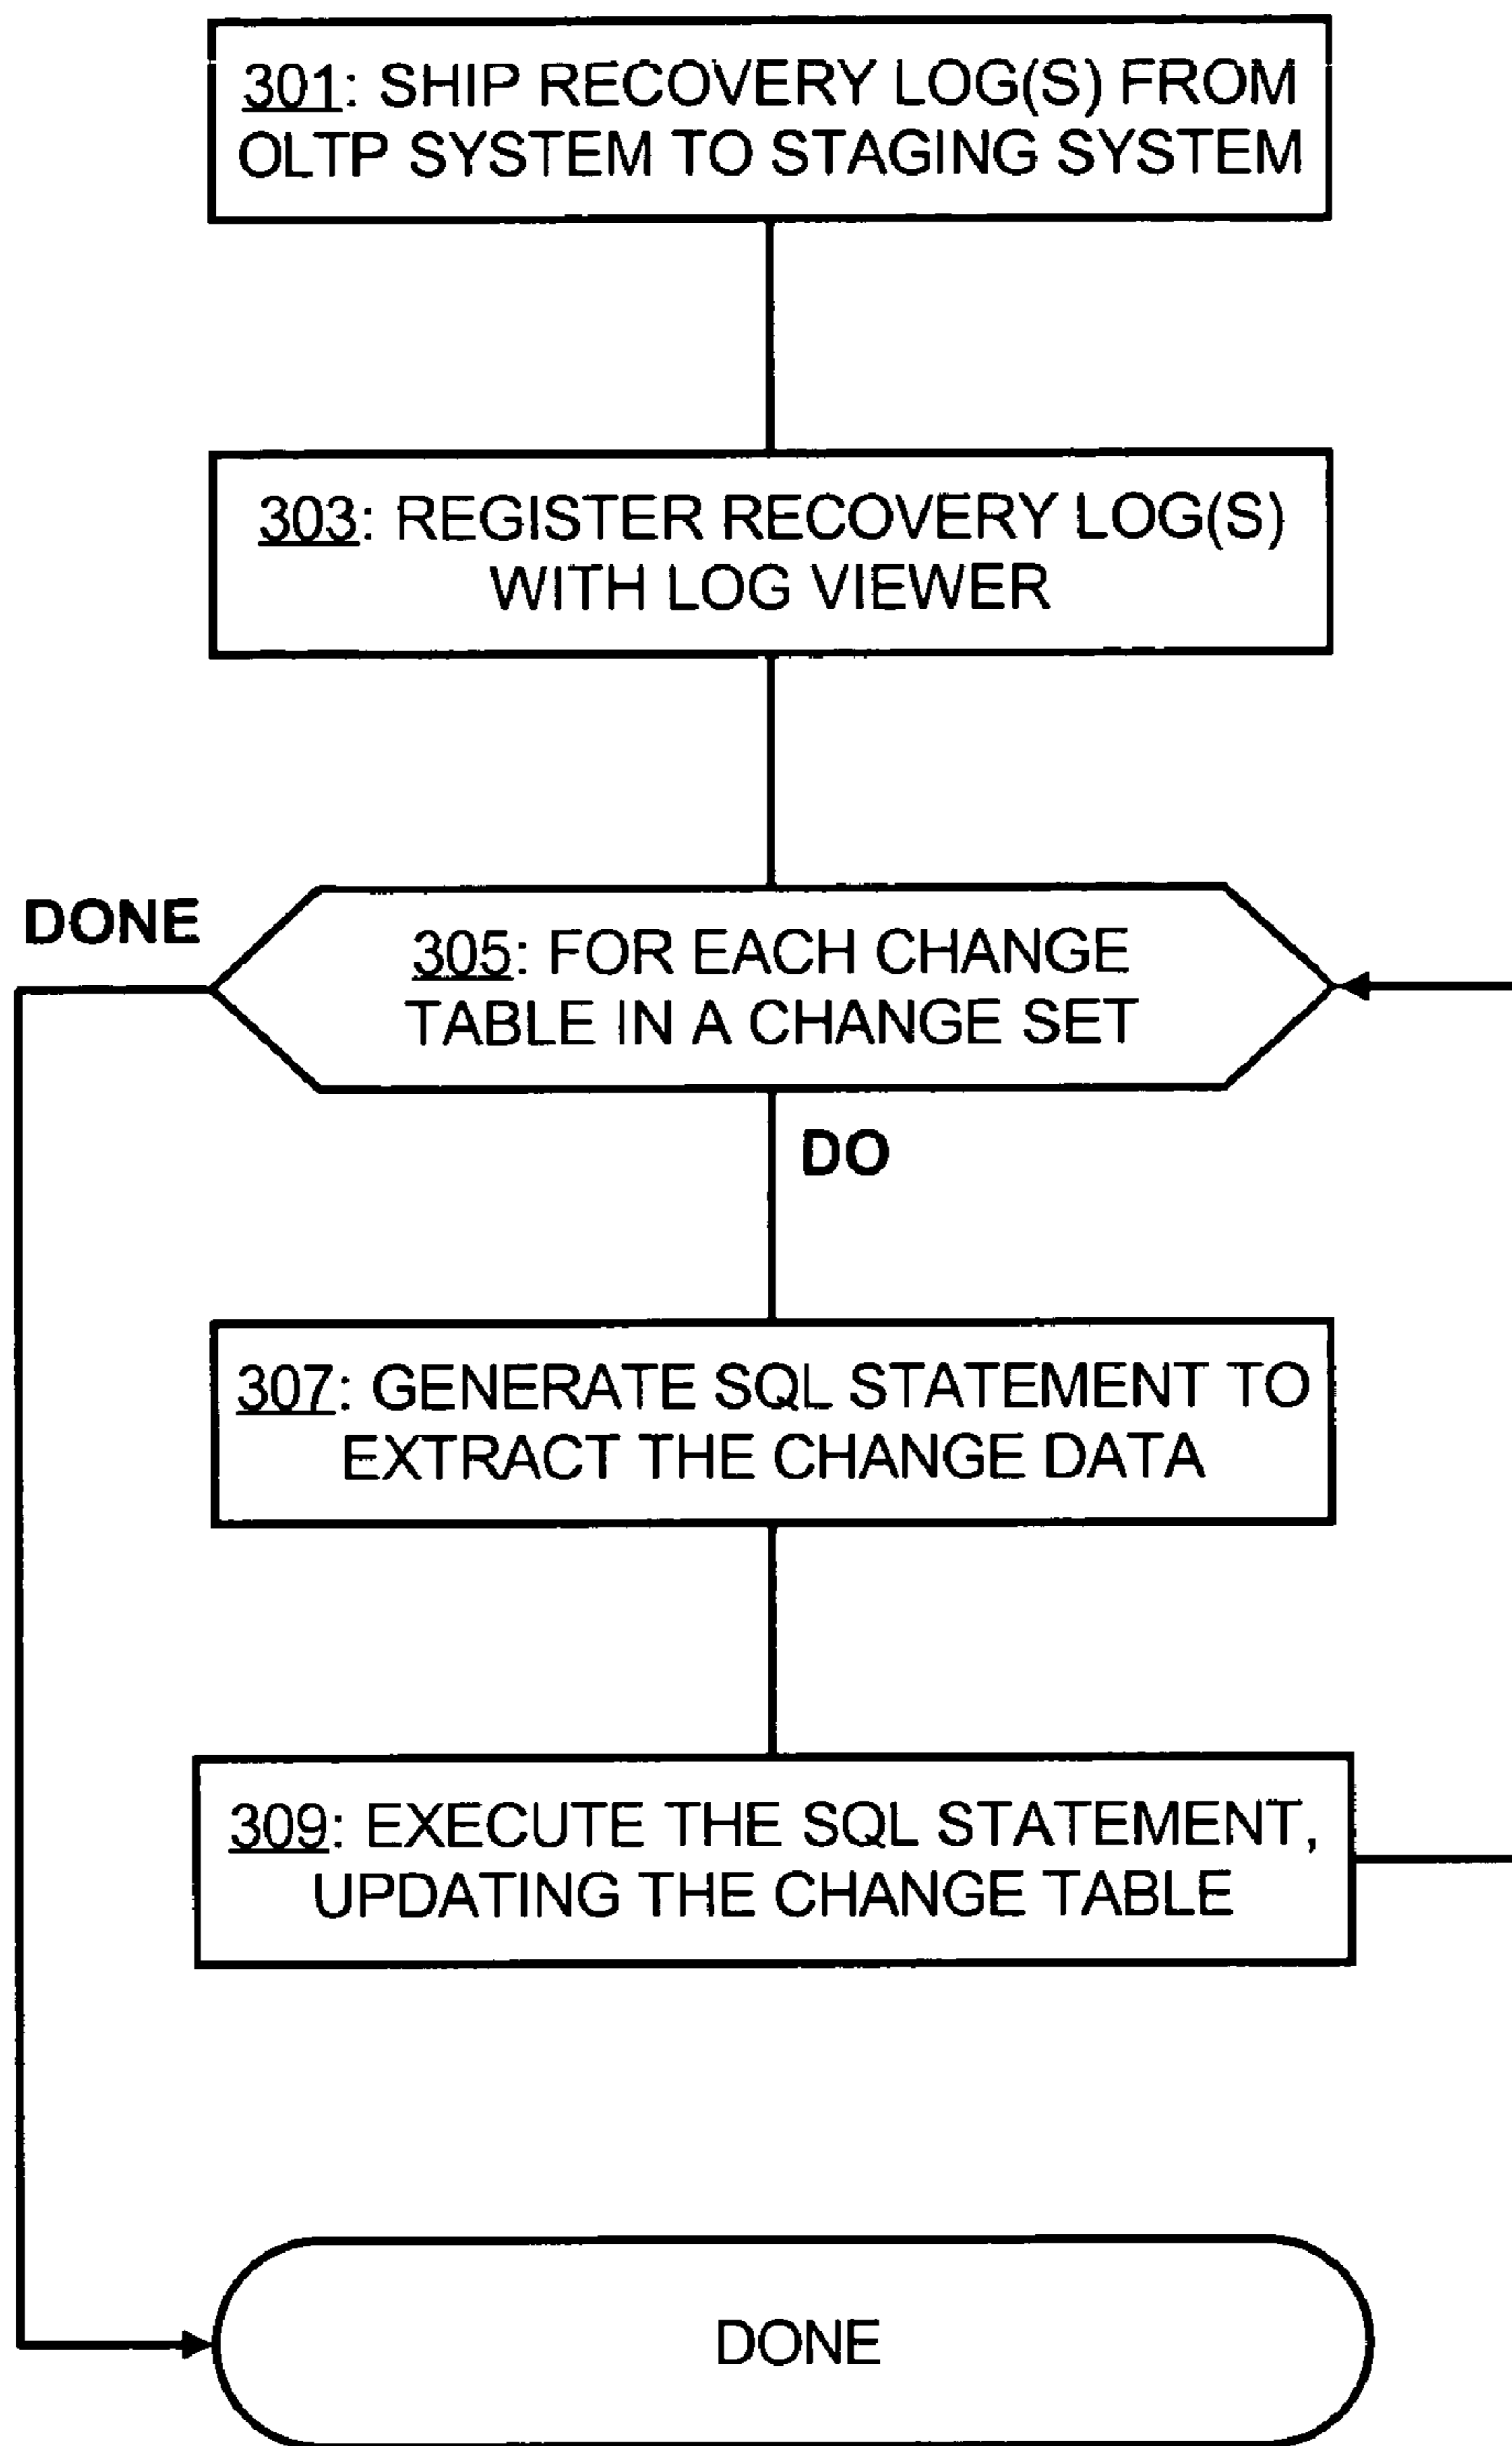 301: SHIP RECOVERY LOG(S) FROM
OLTP SYSTEM TO STAGING SYSTEM
303: REGISTER RECOVERY LOG(S)
WITH LOG VIEWER
DONE
305: FOR EACH CHANGE
TABLE IN A CHANGE SET
DO
307: GENERATE SQL STATEMENT TO
EXTRACT THE CHANGE DATA
309: EXECUTE THE SQL STATEMENT,
UPDATING THE CHANGE TABLE
DONE